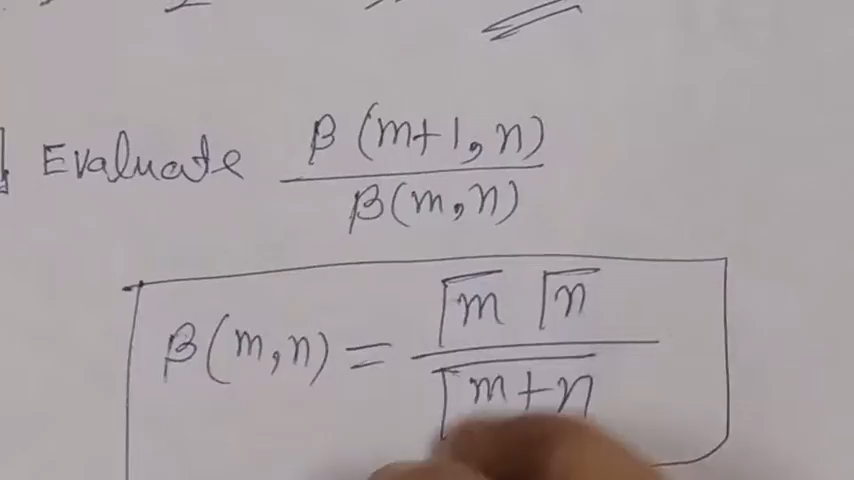 Evaluate β(m+1,n) / β(m,n)
β(m,n) = Γm Γn / Γm+n